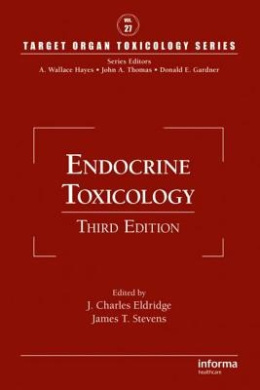 VOL.
27
TARGET ORGAN TOXICOLOGY SERIES
Series Editors
A. Wallace Hayes • John A. Thomas • Donald E. Gardner
ENDOCRINE
TOXICOLOGY
THIRD EDITION
Edited by
J. Charles Eldridge
James T. Stevens
informa
healthcare